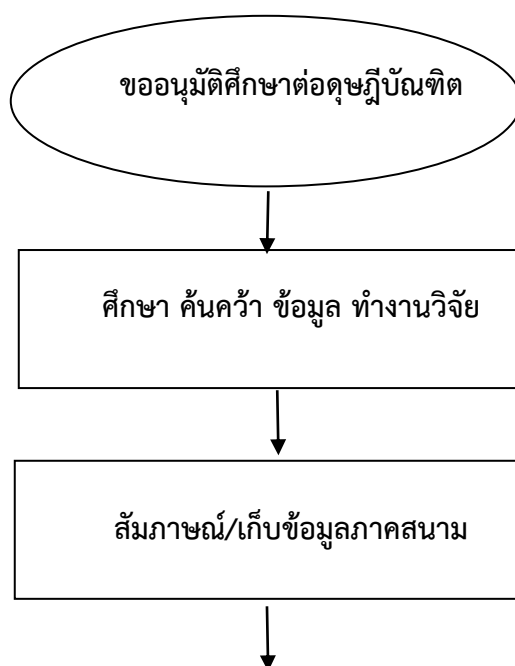 ขออนุมัติศึกษาต่อดุษฎีบัณฑิต
ศึกษา ค้นคว้า ข้อมูล ทำงานวิจัย
สัมภาษณ์/เก็บข้อมูลภาคสนาม